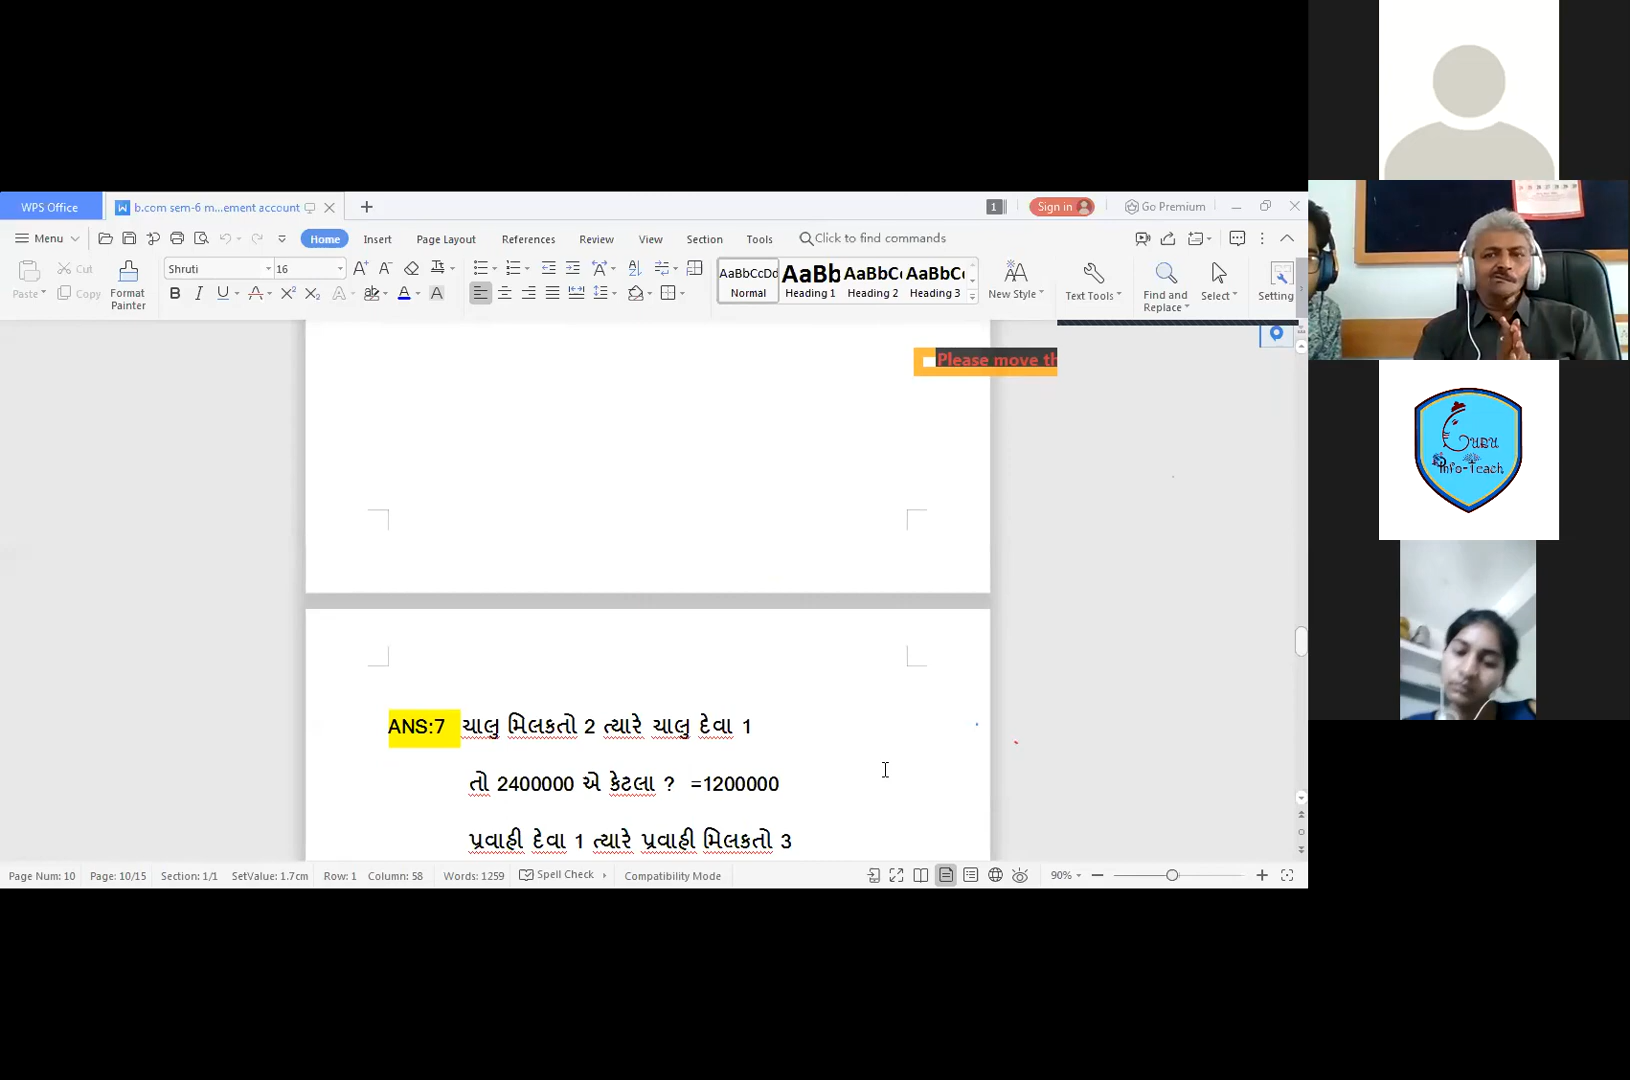 WPS Office
b.com sem-6 m...ement account
1
Sign in
Go Premium
Menu
Home
Insert
Page Layout
References
Review
View
Section
Tools
Click to find commands
Paste
Cut
Copy
Format Painter
Shruti
16
AaBbCcDd
Normal
AaBb
Heading 1
AaBbC
Heading 2
AaBbC
Heading 3
New Style
Text Tools
Find and Replace
Select
Setting
Please move th
ANS:7 ચાલુ મિલકતો 2 ત્યારે ચાલુ દેવા 1
તો 2400000 એ કેટલા ? =1200000
પ્રવાહી દેવા 1 ત્યારે પ્રવાહી મિલકતો 3
Page Num: 10 Page: 10/15 Section: 1/1 SetValue: 1.7cm Row: 1 Column: 58 Words: 1259 Spell Check Compatibility Mode 90%
Info-Teach